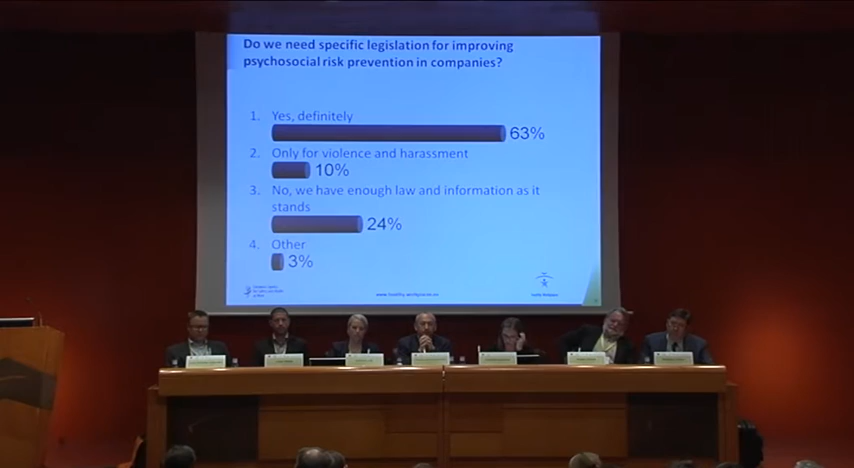 Do we need specific legislation for improving
psychosocial risk prevention in companies?
1. Yes, definitely
63%
2. Only for violence and harassment
10%
3. No, we have enough law and information as it
stands
24%
4. Other
3%
www.healthy-workplaces.eu